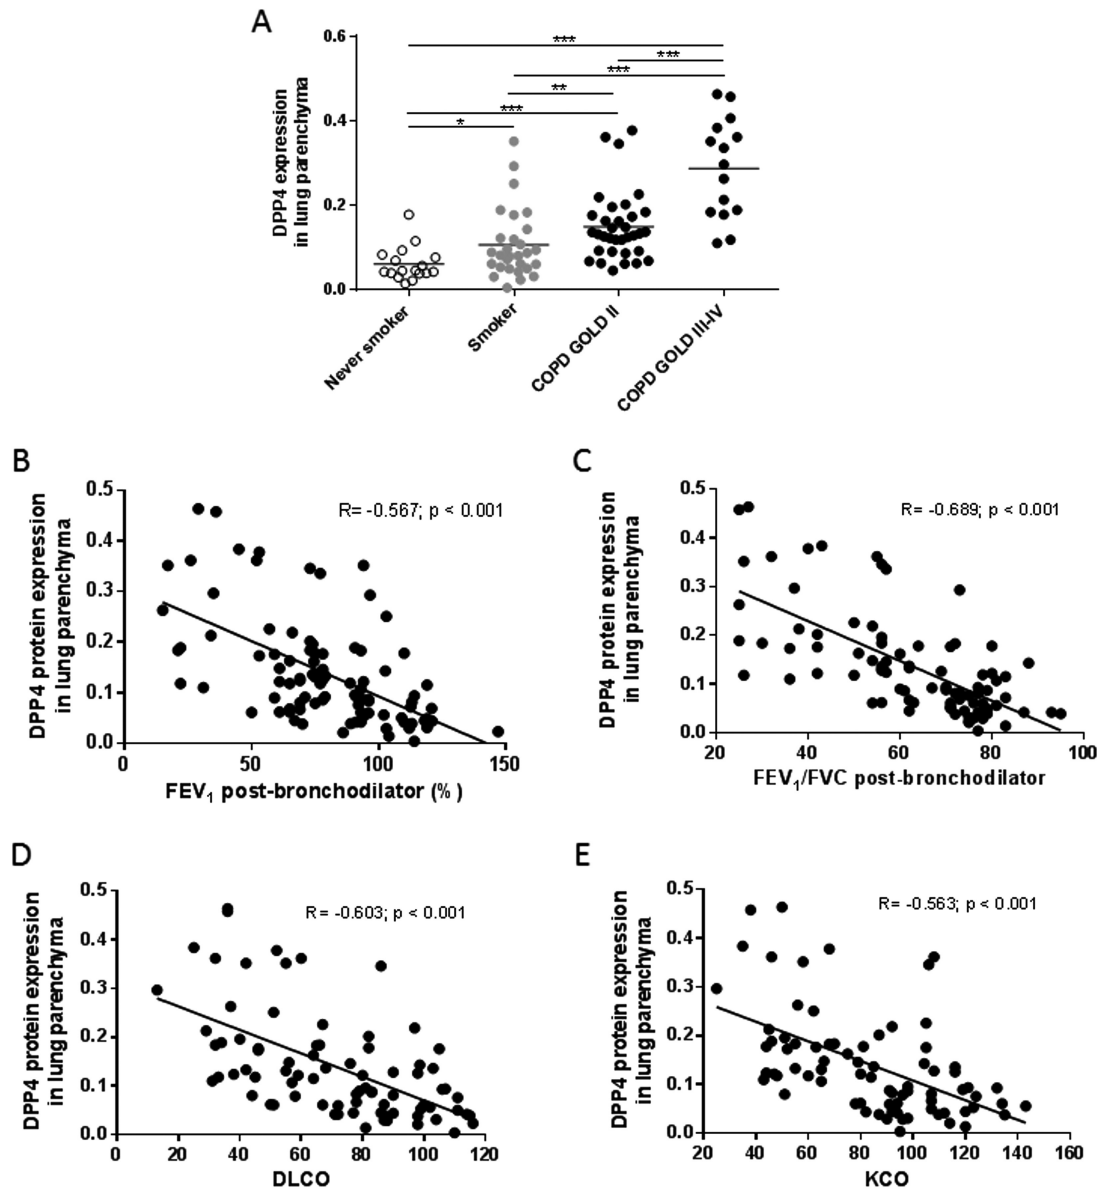 A
DPP4 expression
in lung parenchyma
0.6
0.4
0.2
0.0
***
***
***
**
***
*
Never smoker
Smoker
COPD GOLD II
COPD GOLD III-IV
B
DPP4 protein expression
in lung parenchyma
0.5
0.4
0.3
0.2
0.1
0.0
R= -0.567; p < 0.001
0 50 100 150
FEV1 post-bronchodilator (%)
C
DPP4 protein expression
in lung parenchyma
0.5
0.4
0.3
0.2
0.1
0.0
R= -0.689; p < 0.001
20 40 60 80 100
FEV1/FVC post-bronchodilator
D
DPP4 protein expression
in lung parenchyma
0.5
0.4
0.3
0.2
0.1
0.0
R= -0.603; p < 0.001
0 20 40 60 80 100 120
DLCO
E
DPP4 protein expression
in lung parenchyma
0.5
0.4
0.3
0.2
0.1
0.0
R= -0.563; p < 0.001
20 40 60 80 100 120 140 160
KCO